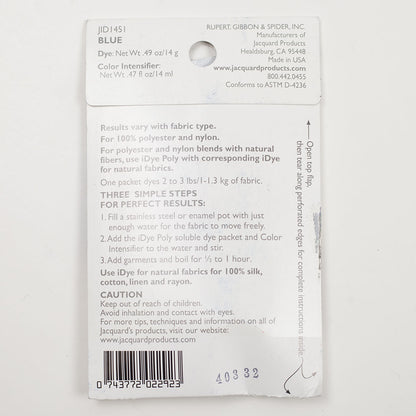 JID1451
BLUE
Dye: Net Wt .49 oz/14 g
Color Intensifier:
Net Wt .47 fl oz/14 ml
RUPERT, GIBBON & SPIDER, INC.
Manufacturers of
Jacquard Products
Healdsburg, CA 95448
Made in USA
www.jacquardproducts.com
800.442.0455
Conforms to ASTM D-4236
Results vary with fabric type.
For 100% polyester and nylon.
For polyester and nylon blends with natural
fibers, use iDye Poly with corresponding iDye
for natural fabrics.
One packet dyes 2 to 3 lbs/1-1.3 kg of fabric.
THREE SIMPLE STEPS
FOR PERFECT RESULTS:
1. Fill a stainless steel or enamel pot with just
enough water for the fabric to move freely.
2. Add the iDye Poly soluble dye packet and Color
Intensifier to the water and stir.
3. Add garments and boil for ½ to 1 hour.
Use iDye for natural fabrics for 100% silk,
cotton, linen and rayon.
CAUTION
Keep out of reach of children.
Avoid inhalation and contact with eyes.
For more tips, techniques and information on all of
Jacquard's products, visit our website:
www.jacquardproducts.com
Open top flap,
then tear along perforated edges for complete instructions inside.
0 743772 022923
40332